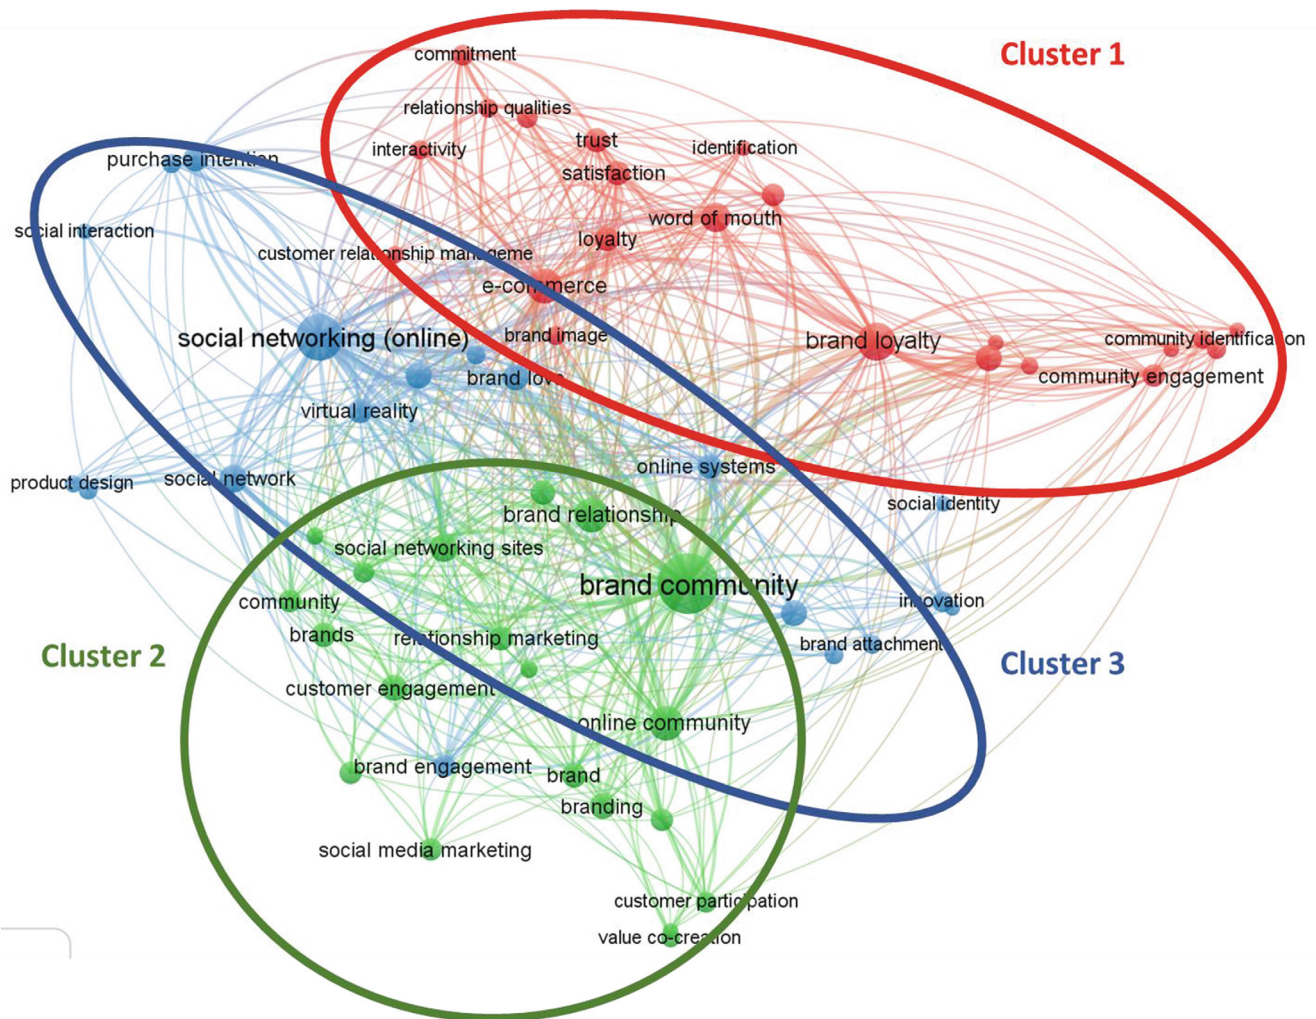 commitment
Cluster 1
relationship qualities
trust
interactivity
identification
purchase intention
satisfaction
word of mouth
social interaction
loyalty
customer relationship manageme
e-commerce
brand image
social networking (online)
brand loyalty
community identification
brand love
community engagement
virtual reality
online systems
social network
product design
social identity
brand relationship
social networking sites
brand community
community
innovation
brands
relationship marketing
brand attachment
Cluster 2
Cluster 3
customer engagement
online community
brand engagement
brand
branding
social media marketing
customer participation
value co-creation